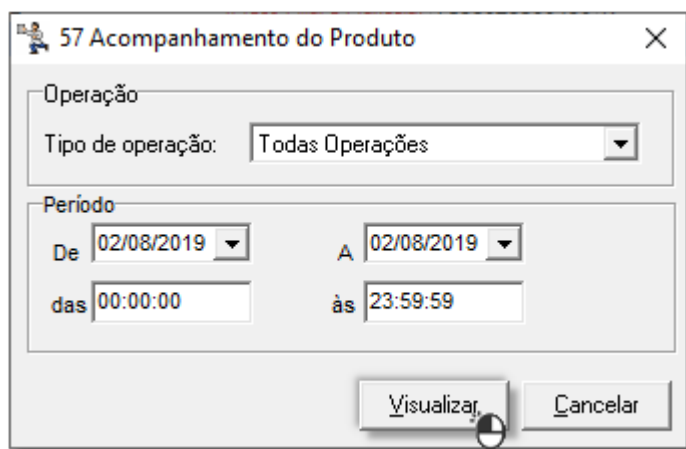 57 Acompanhamento do Produto
Operação
Tipo de operação: Todas Operações
Período
De 02/08/2019 A 02/08/2019
das 00:00:00 às 23:59:59
Visualizar Cancelar